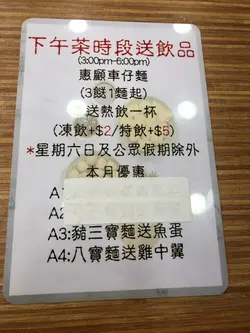 下午茶時段送飲品
(3:00pm-6:00pm)
惠顧車仔麵
(3餸1麵起)
送熱飲一杯
(凍飲+$2/特飲+$5)
*星期六日及公眾假期除外
本月優惠
A1
A2
A3:豬三寶麵送魚蛋
A4:八寶麵送雞中翼